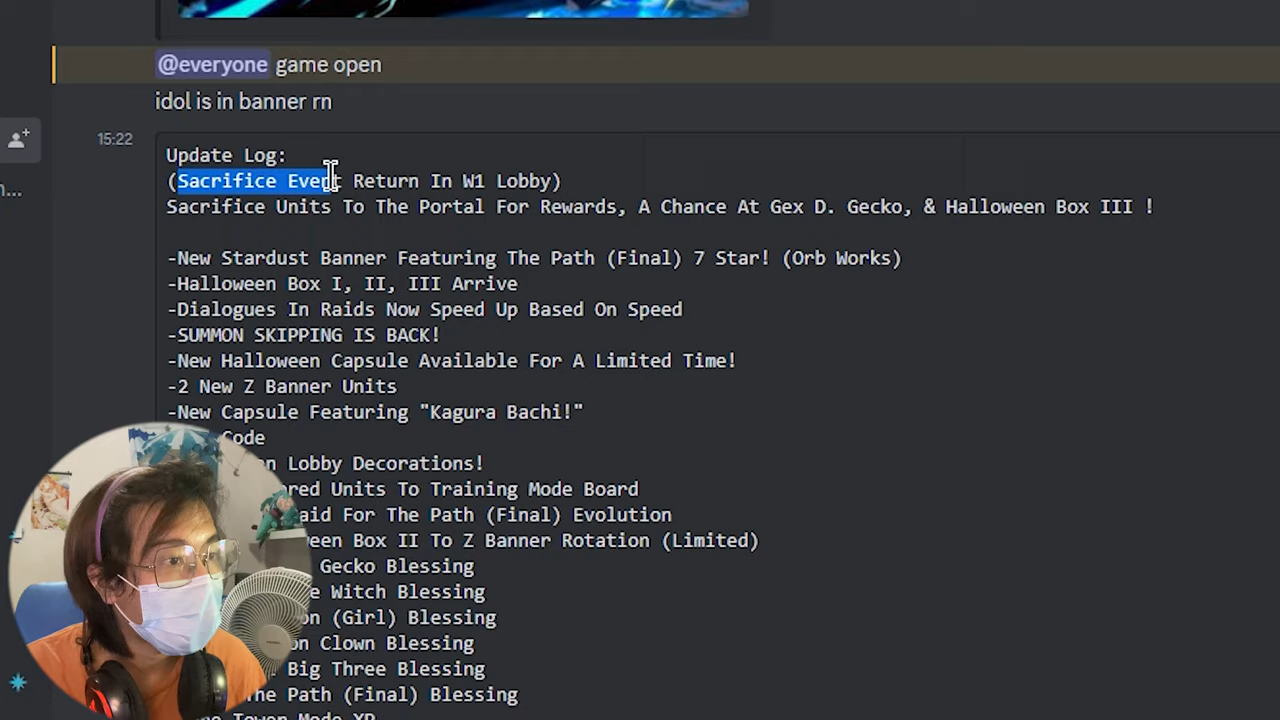 @everyone game open
idol is in banner rn
15:22
Update Log:
(Sacrifice Event Return In W1 Lobby)
Sacrifice Units To The Portal For Rewards, A Chance At Gex D. Gecko, & Halloween Box III !
-New Stardust Banner Featuring The Path (Final) 7 Star! (Orb Works)
-Halloween Box I, II, III Arrive
-Dialogues In Raids Now Speed Up Based On Speed
-SUMMON SKIPPING IS BACK!
-New Halloween Capsule Available For A Limited Time!
-2 New Z Banner Units
-New Capsule Featuring "Kagura Bachi!"
Code
Lobby Decorations!
Units To Training Mode Board
For The Path (Final) Evolution
Box II To Z Banner Rotation (Limited)
Gecko Blessing
Witch Blessing
(Girl) Blessing
Clown Blessing
Big Three Blessing
The Path (Final) Blessing
Tower Mode XP